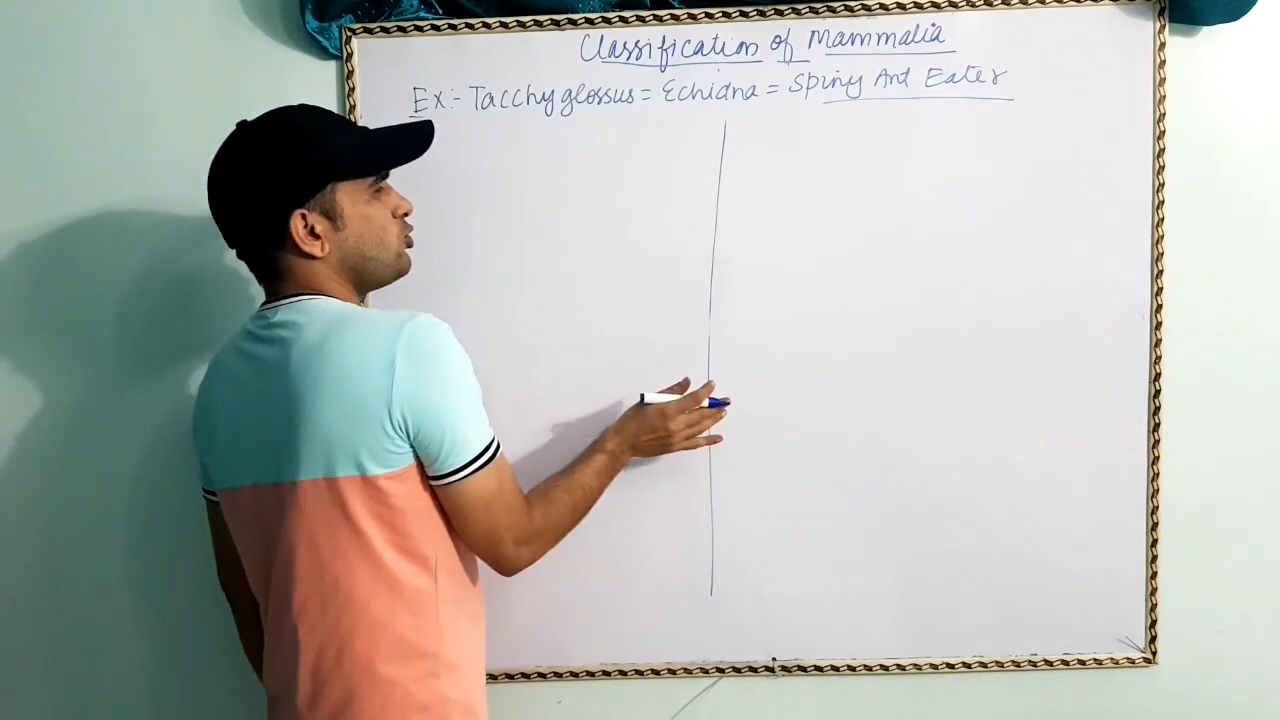 Classification of Mammalia
Ex:- Tacchyglossus = Echidna = Spiny Ant Eater